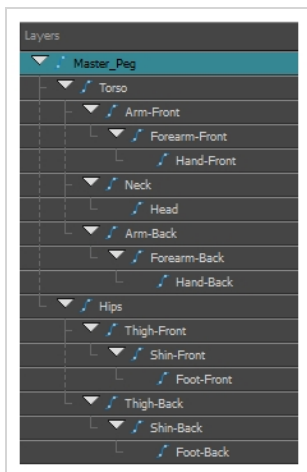 Layers
Master_Peg
Torso
Arm-Front
Forearm-Front
Hand-Front
Neck
Head
Arm-Back
Forearm-Back
Hand-Back
Hips
Thigh-Front
Shin-Front
Foot-Front
Thigh-Back
Shin-Back
Foot-Back